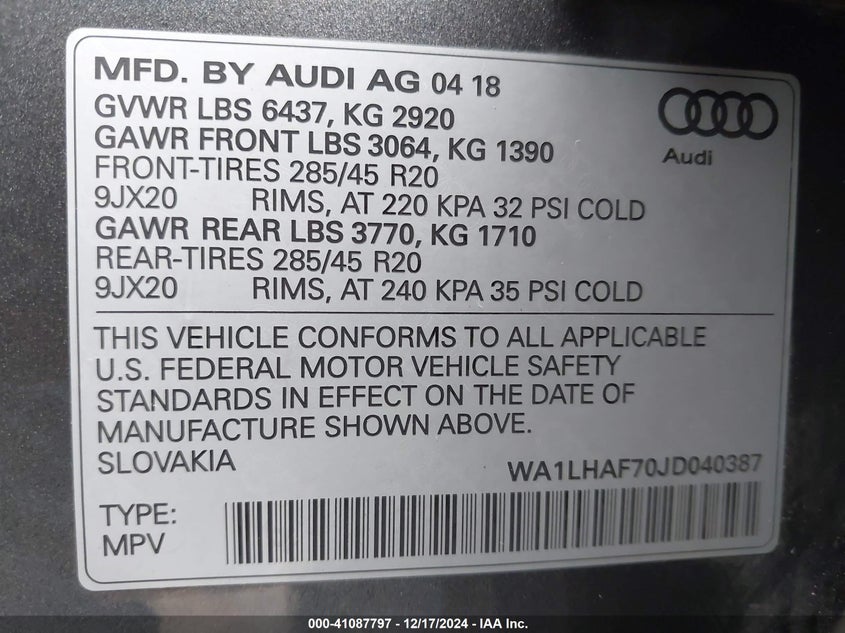 MFD. BY AUDI AG 04 18
GVWR LBS 6437, KG 2920
GAWR FRONT LBS 3064, KG 1390
FRONT-TIRES 285/45 R20
9JX20 RIMS, AT 220 KPA 32 PSI COLD
GAWR REAR LBS 3770, KG 1710
REAR-TIRES 285/45 R20
9JX20 RIMS, AT 240 KPA 35 PSI COLD
Audi
THIS VEHICLE CONFORMS TO ALL APPLICABLE
U.S. FEDERAL MOTOR VEHICLE SAFETY
STANDARDS IN EFFECT ON THE DATE OF
MANUFACTURE SHOWN ABOVE.
SLOVAKIA
WA1LHAF70JD040387
TYPE:
MPV
000-41087797 - 12/17/2024 - IAA Inc.